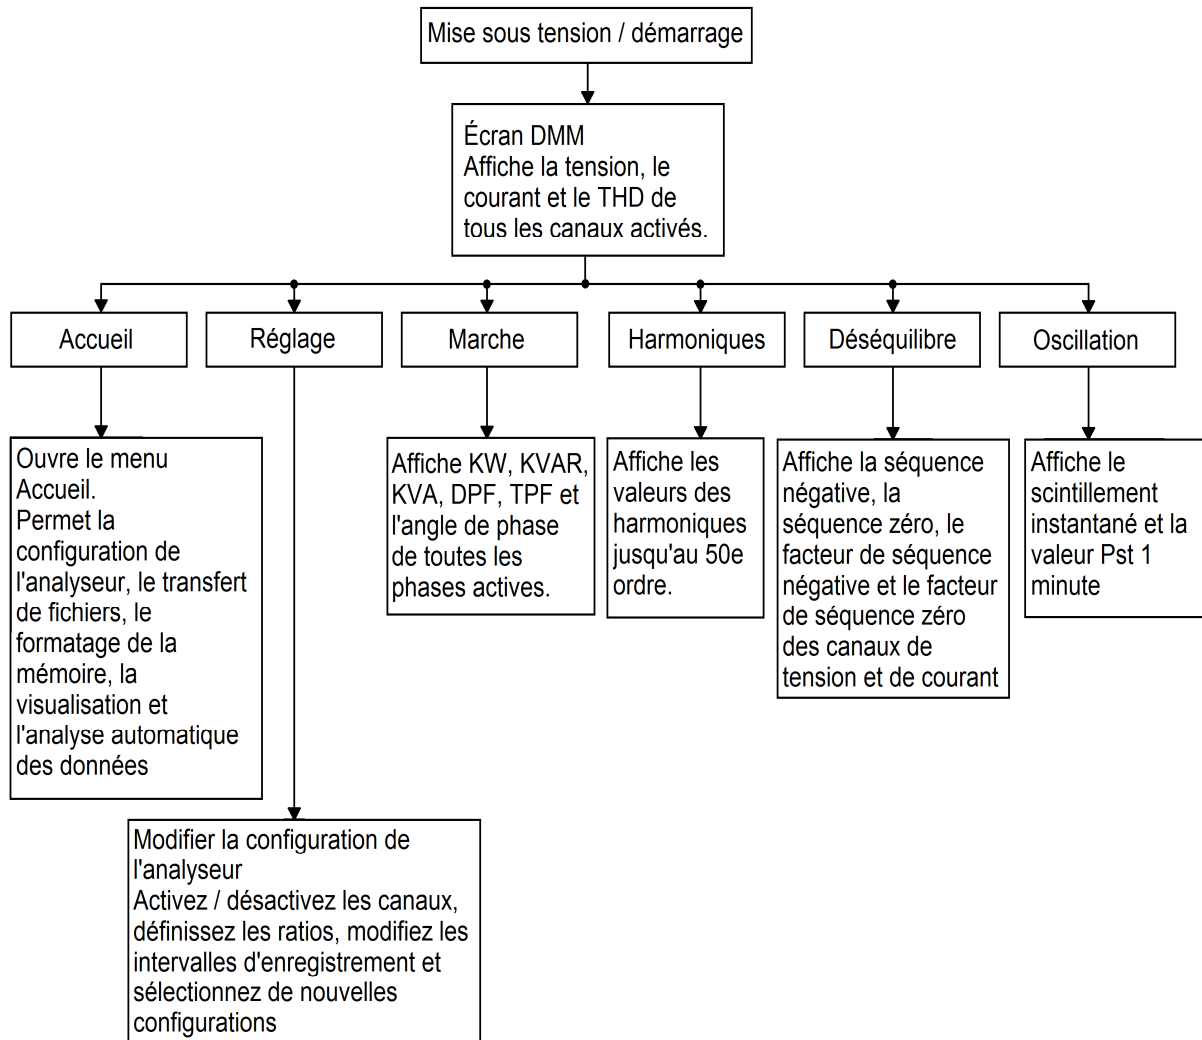 Mise sous tension / démarrage
Écran DMM
Affiche la tension, le
courant et le THD de
tous les canaux activés.
Accueil
Réglage
Marche
Harmoniques
Déséquilibre
Oscillation
Ouvre le menu
Accueil.
Permet la
configuration de
l'analyseur, le transfert
de fichiers, le
formatage de la
mémoire, la
visualisation et
l'analyse automatique
des données
Affiche KW, KVAR,
KVA, DPF, TPF et
l'angle de phase
de toutes les
phases actives.
Affiche les
valeurs des
harmoniques
jusqu'au 50e
ordre.
Affiche la séquence
négative, la
séquence zéro, le
facteur de séquence
négative et le facteur
de séquence zéro
des canaux de
tension et de courant
Affiche le
scintillement
instantané et la
valeur Pst 1
minute
Modifier la configuration de
l'analyseur
Activez / désactivez les canaux,
définissez les ratios, modifiez les
intervalles d'enregistrement et
sélectionnez de nouvelles
configurations